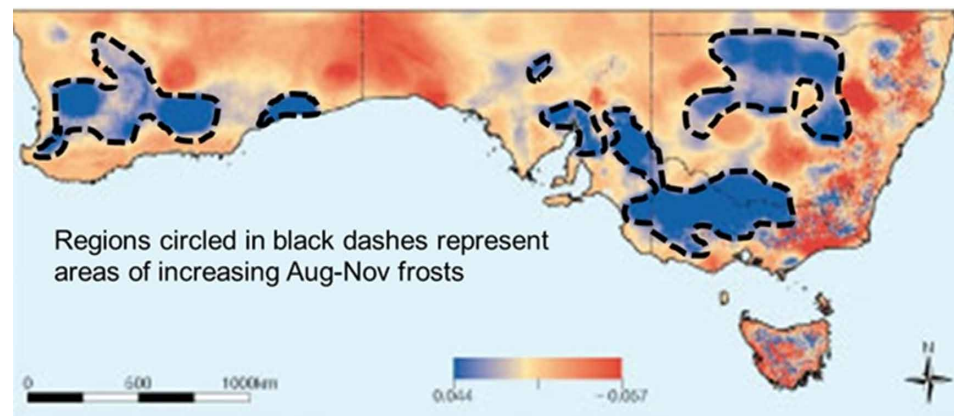 Regions circled in black dashes represent
areas of increasing Aug-Nov frosts
0 600 1000km
0.044 -0.057
N